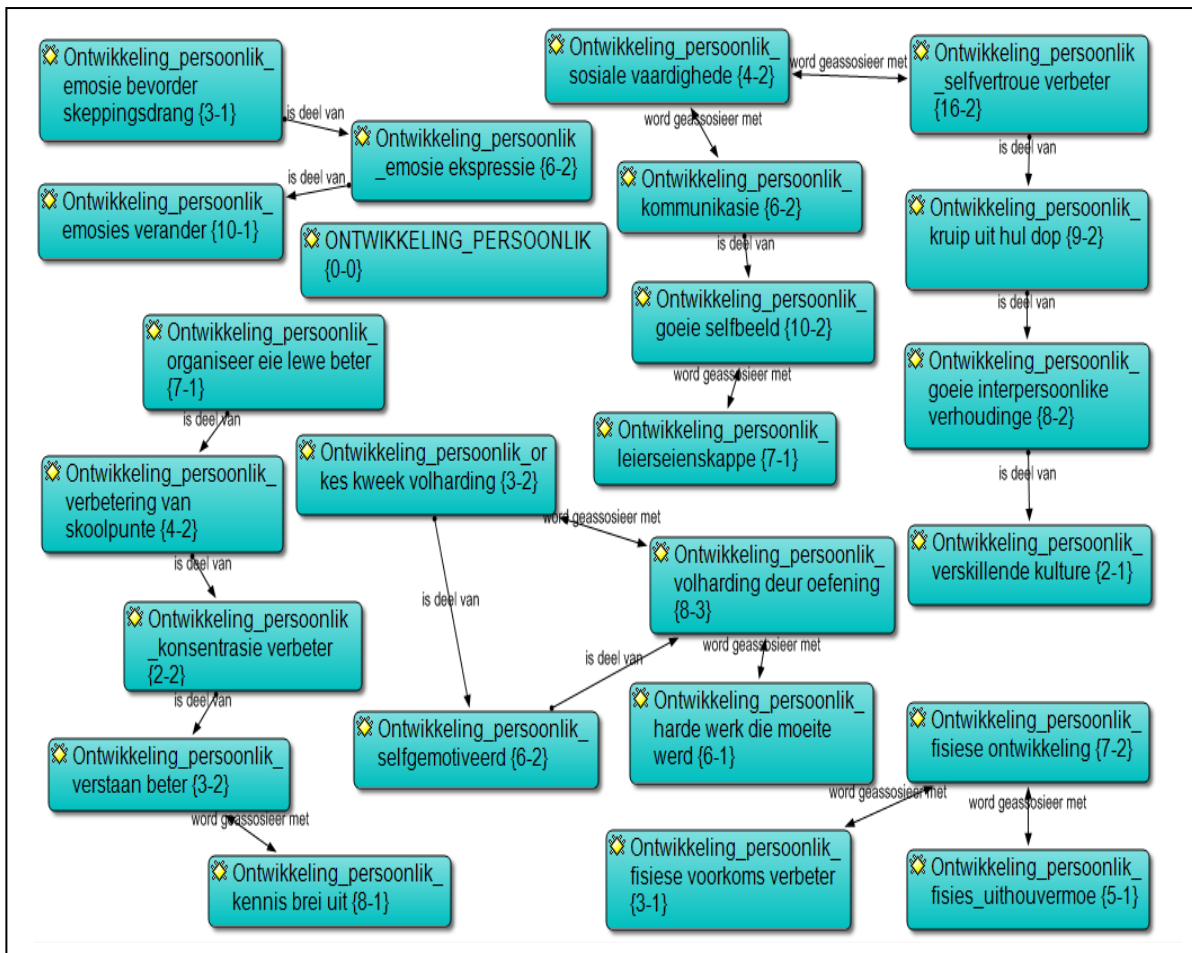 Ontwikkeling_persoonlik_
emosie bevorder
skeppingsdrang {3-1}
is deel van
Ontwikkeling_persoonlik
_emosie ekspressie {6-2}
is deel van
Ontwikkeling_persoonlik_
emosies verander {10-1}
ONTWIKKELING_PERSOONLIK
{0-0}
Ontwikkeling_persoonlik_
sosiale vaardighede {4-2}
word geassosieer met
Ontwikkeling_persoonlik
_selfvertroue verbeter
{16-2}
word geassosieer met
Ontwikkeling_persoonlik_
kommunikasie {6-2}
is deel van
Ontwikkeling_persoonlik_
goeie selfbeeld {10-2}
word geassosieer met
Ontwikkeling_persoonlik_
leierseienskappe {7-1}
is deel van
Ontwikkeling_persoonlik_
kruip uit hul dop {9-2}
is deel van
Ontwikkeling_persoonlik_
goeie interpersoonlike
verhoudinge {8-2}
is deel van
Ontwikkeling_persoonlik_
verskillende kulture {2-1}
Ontwikkeling_persoonlik_
organiseer eie lewe beter
{7-1}
is deel van
Ontwikkeling_persoonlik_
verbetering van
skoolpunte {4-2}
is deel van
Ontwikkeling_persoonlik
_konsentrasie verbeter
{2-2}
is deel van
Ontwikkeling_persoonlik_
verstaan beter {3-2}
word geassosieer met
Ontwikkeling_persoonlik_
kennis brei uit {8-1}
Ontwikkeling_persoonlik_or
kes kweek volharding {3-2}
word geassosieer met
is deel van
Ontwikkeling_persoonlik_
volharding deur oefening
{8-3}
is deel van
Ontwikkeling_persoonlik_
selfgemotiveerd {6-2}
word geassosieer met
Ontwikkeling_persoonlik_
harde werk die moeite
werd {6-1}
Ontwikkeling_persoonlik_
fisiese ontwikkeling {7-2}
word geassosieer met
word geassosieer met
Ontwikkeling_persoonlik_
fisiese voorkoms verbeter
{3-1}
Ontwikkeling_persoonlik_
fisies_uithouvermoe {5-1}